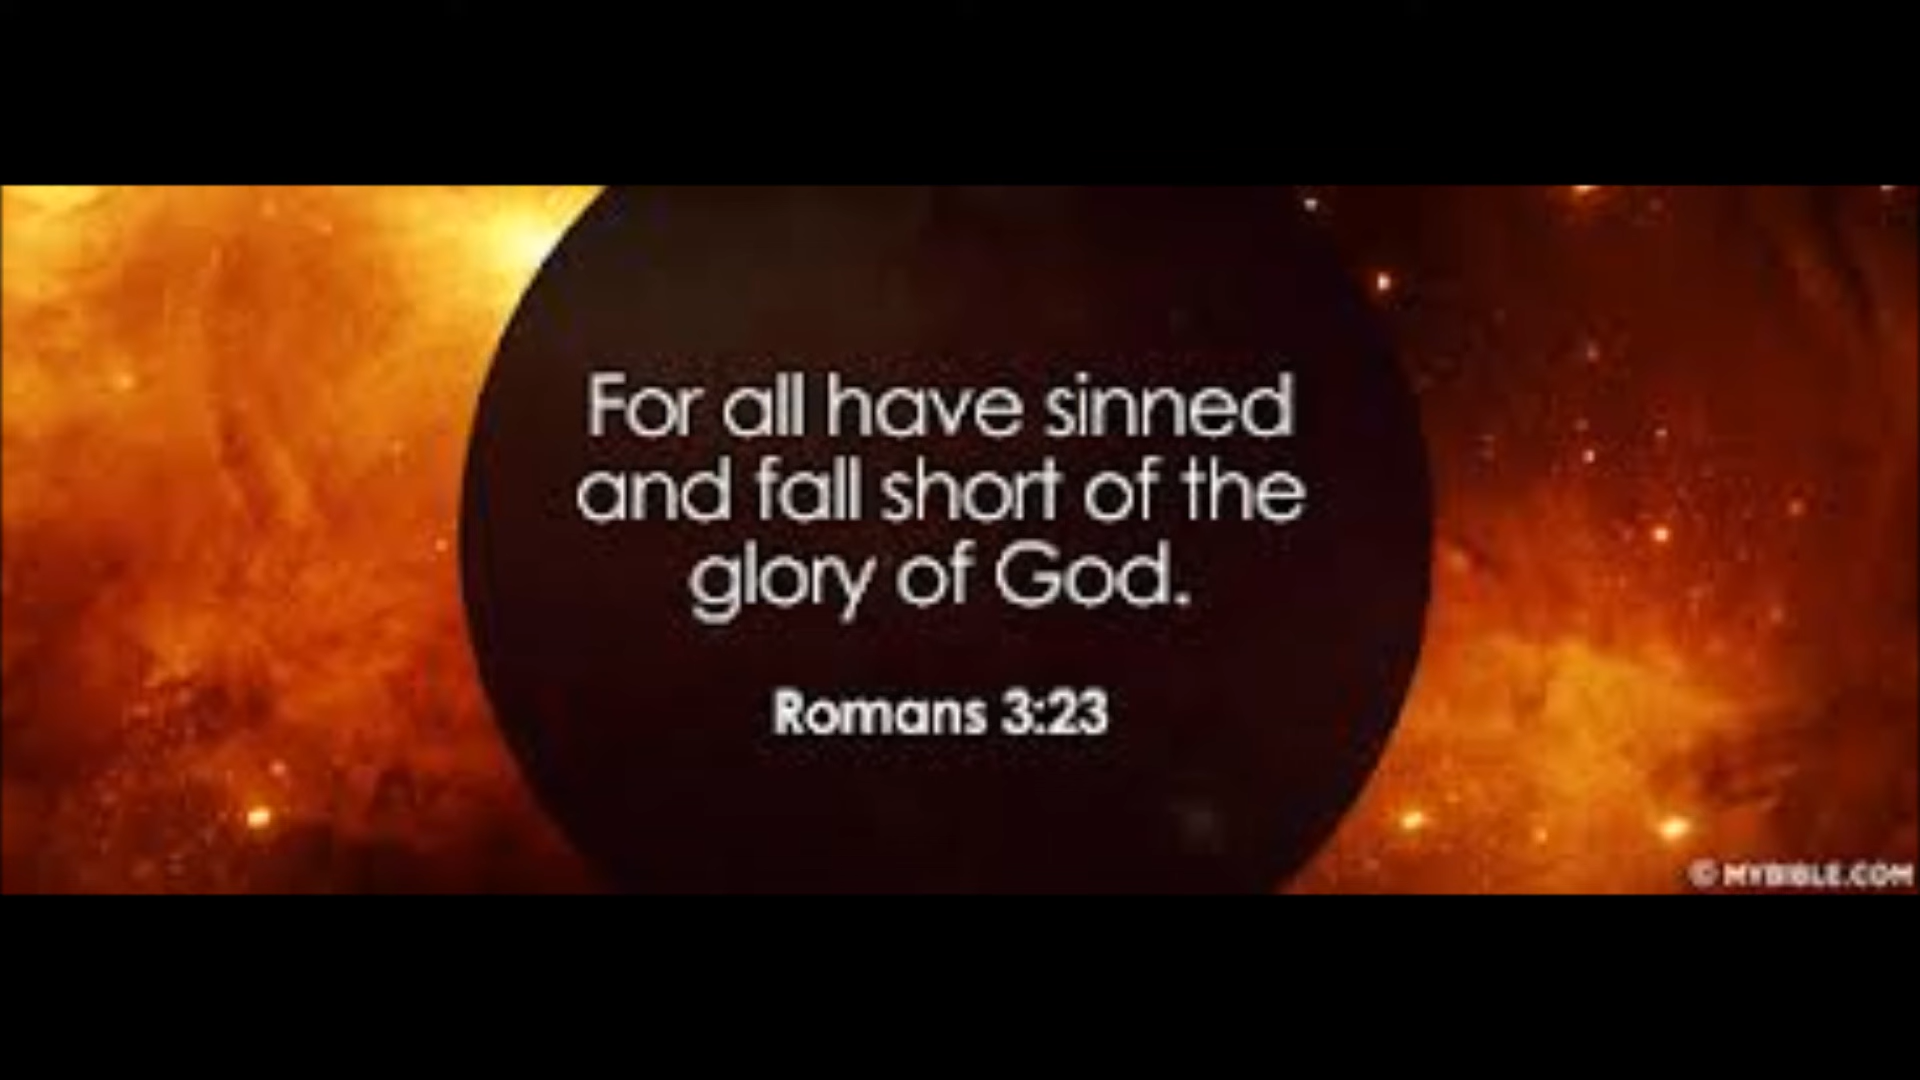 For all have sinned
and fall short of the
glory of God.
Romans 3:23
© MYBIBLE.COM